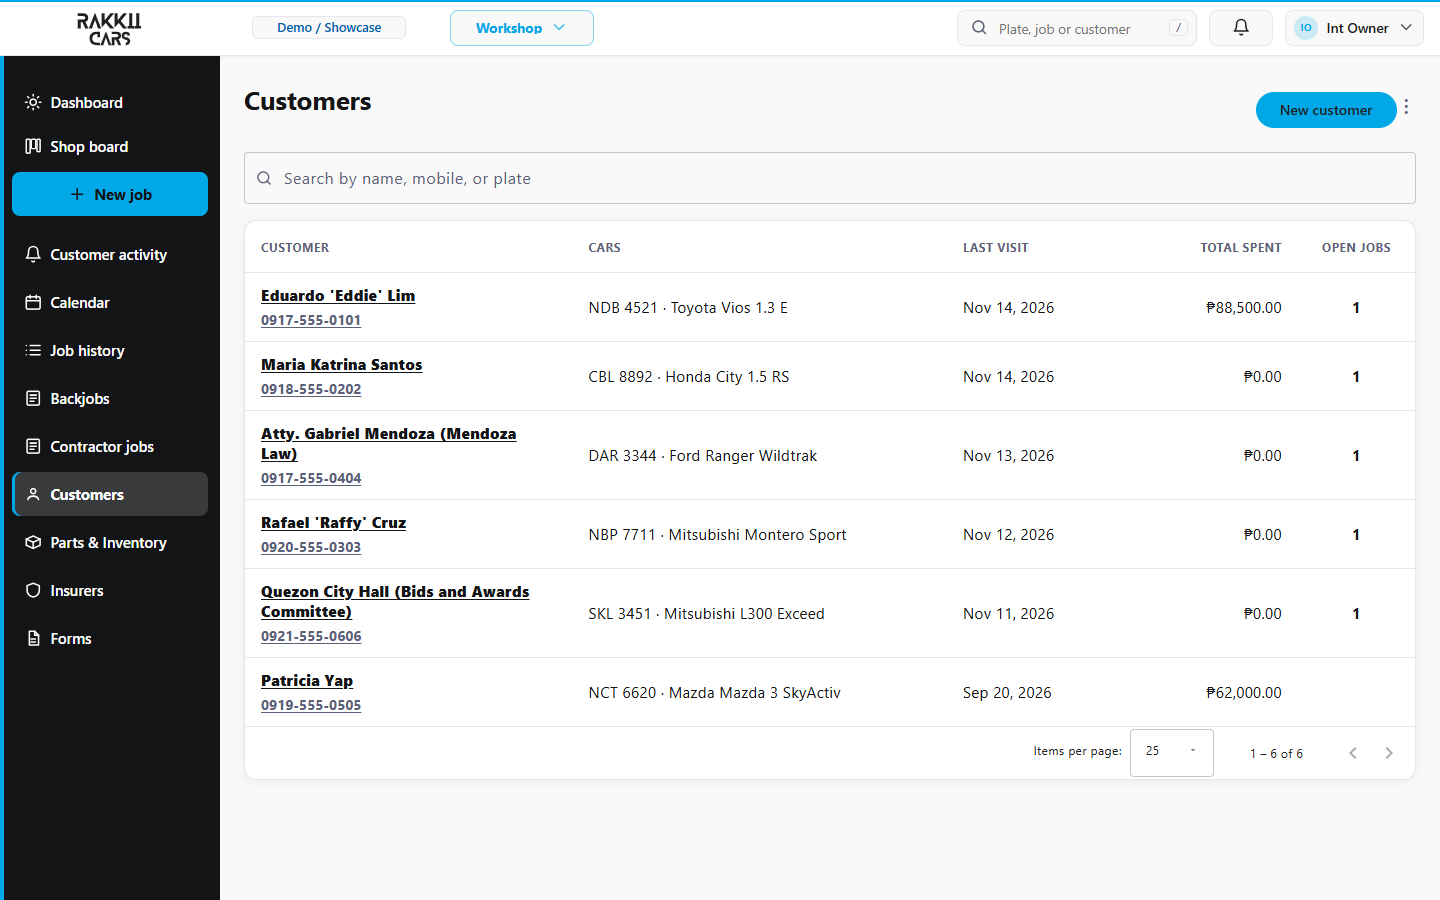 RAKKII
CARS
Demo / Showcase
Workshop
Plate, job or customer
/
IO
Int Owner
Dashboard
Shop board
+ New job
Customer activity
Calendar
Job history
Backjobs
Contractor jobs
Customers
Parts & Inventory
Insurers
Forms
Customers
New customer
Search by name, mobile, or plate
CUSTOMER CARS LAST VISIT TOTAL SPENT OPEN JOBS
Eduardo 'Eddie' Lim
0917-555-0101
NDB 4521 · Toyota Vios 1.3 E Nov 14, 2026 ₱88,500.00 1
Maria Katrina Santos
0918-555-0202
CBL 8892 · Honda City 1.5 RS Nov 14, 2026 ₱0.00 1
Atty. Gabriel Mendoza (Mendoza
Law)
0917-555-0404
DAR 3344 · Ford Ranger Wildtrak Nov 13, 2026 ₱0.00 1
Rafael 'Raffy' Cruz
0920-555-0303
NBP 7711 · Mitsubishi Montero Sport Nov 12, 2026 ₱0.00 1
Quezon City Hall (Bids and Awards
Committee)
0921-555-0606
SKL 3451 · Mitsubishi L300 Exceed Nov 11, 2026 ₱0.00 1
Patricia Yap
0919-555-0505
NCT 6620 · Mazda Mazda 3 SkyActiv Sep 20, 2026 ₱62,000.00
Items per page: 25 1 – 6 of 6